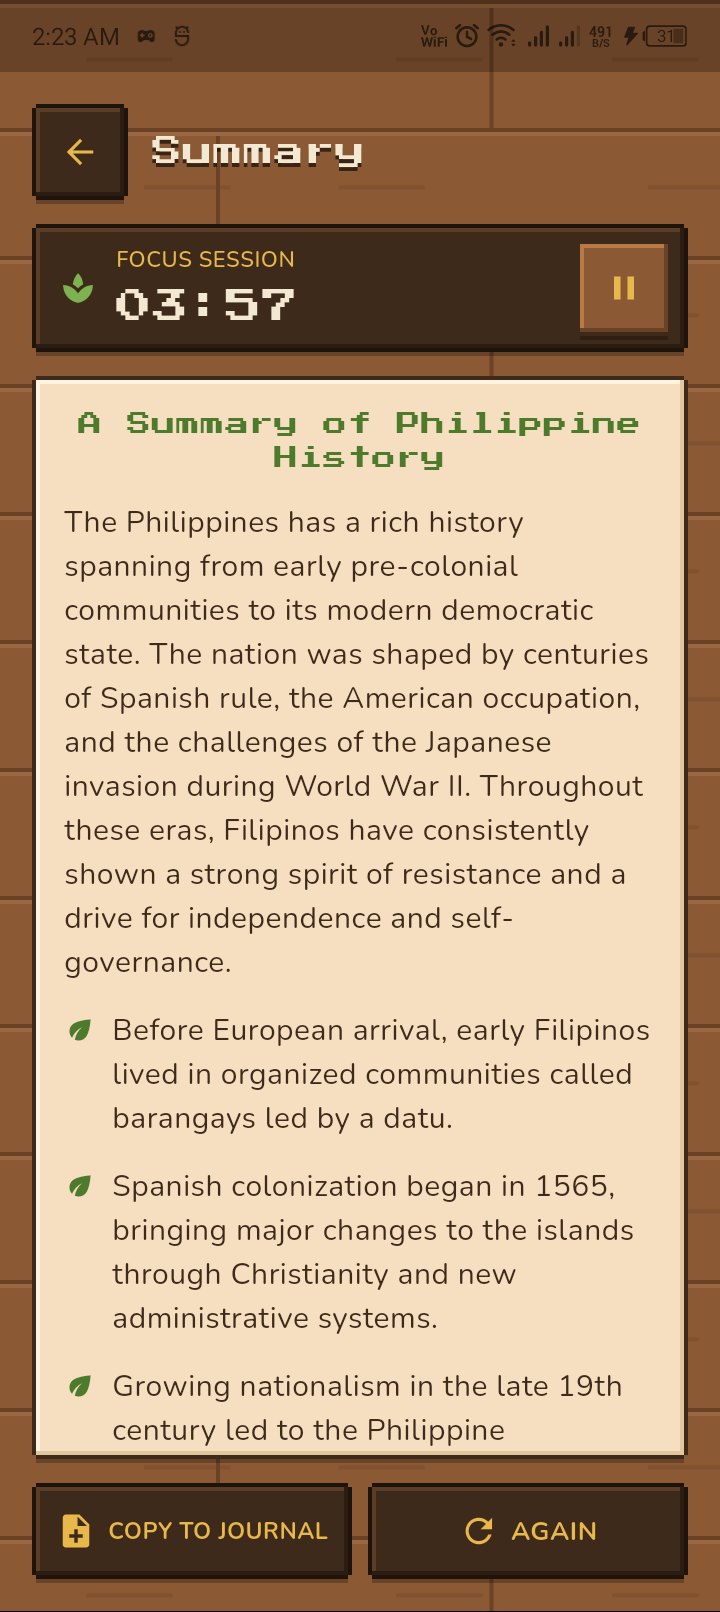 2:23 AM
Vo WiFi
491 B/S
31
Summary
FOCUS SESSION
03:57
A Summary of Philippine
History
The Philippines has a rich history
spanning from early pre-colonial
communities to its modern democratic
state. The nation was shaped by centuries
of Spanish rule, the American occupation,
and the challenges of the Japanese
invasion during World War II. Throughout
these eras, Filipinos have consistently
shown a strong spirit of resistance and a
drive for independence and self-
governance.
Before European arrival, early Filipinos
lived in organized communities called
barangays led by a datu.
Spanish colonization began in 1565,
bringing major changes to the islands
through Christianity and new
administrative systems.
Growing nationalism in the late 19th
century led to the Philippine
COPY TO JOURNAL
AGAIN